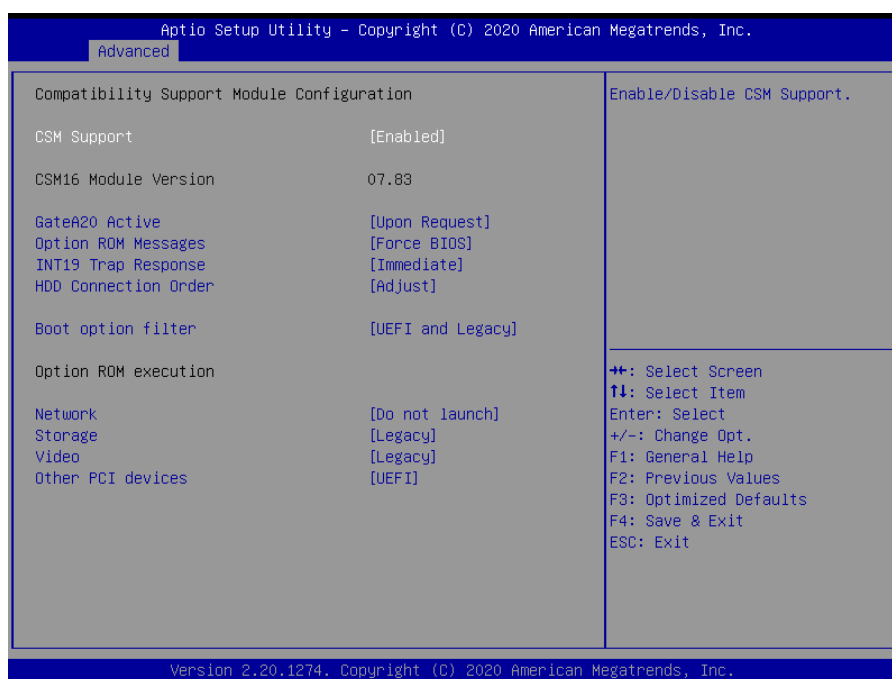 Aptio Setup Utility – Copyright (C) 2020 American Megatrends, Inc.
Advanced
Compatibility Support Module Configuration
Enable/Disable CSM Support.
CSM Support [Enabled]
CSM16 Module Version 07.83
GateA20 Active [Upon Request]
Option ROM Messages [Force BIOS]
INT19 Trap Response [Immediate]
HDD Connection Order [Adjust]
Boot option filter [UEFI and Legacy]
Option ROM execution
Network [Do not launch]
Storage [Legacy]
Video [Legacy]
Other PCI devices [UEFI]
→←: Select Screen
↑↓: Select Item
Enter: Select
+/-: Change Opt.
F1: General Help
F2: Previous Values
F3: Optimized Defaults
F4: Save & Exit
ESC: Exit
Version 2.20.1274. Copyright (C) 2020 American Megatrends, Inc.